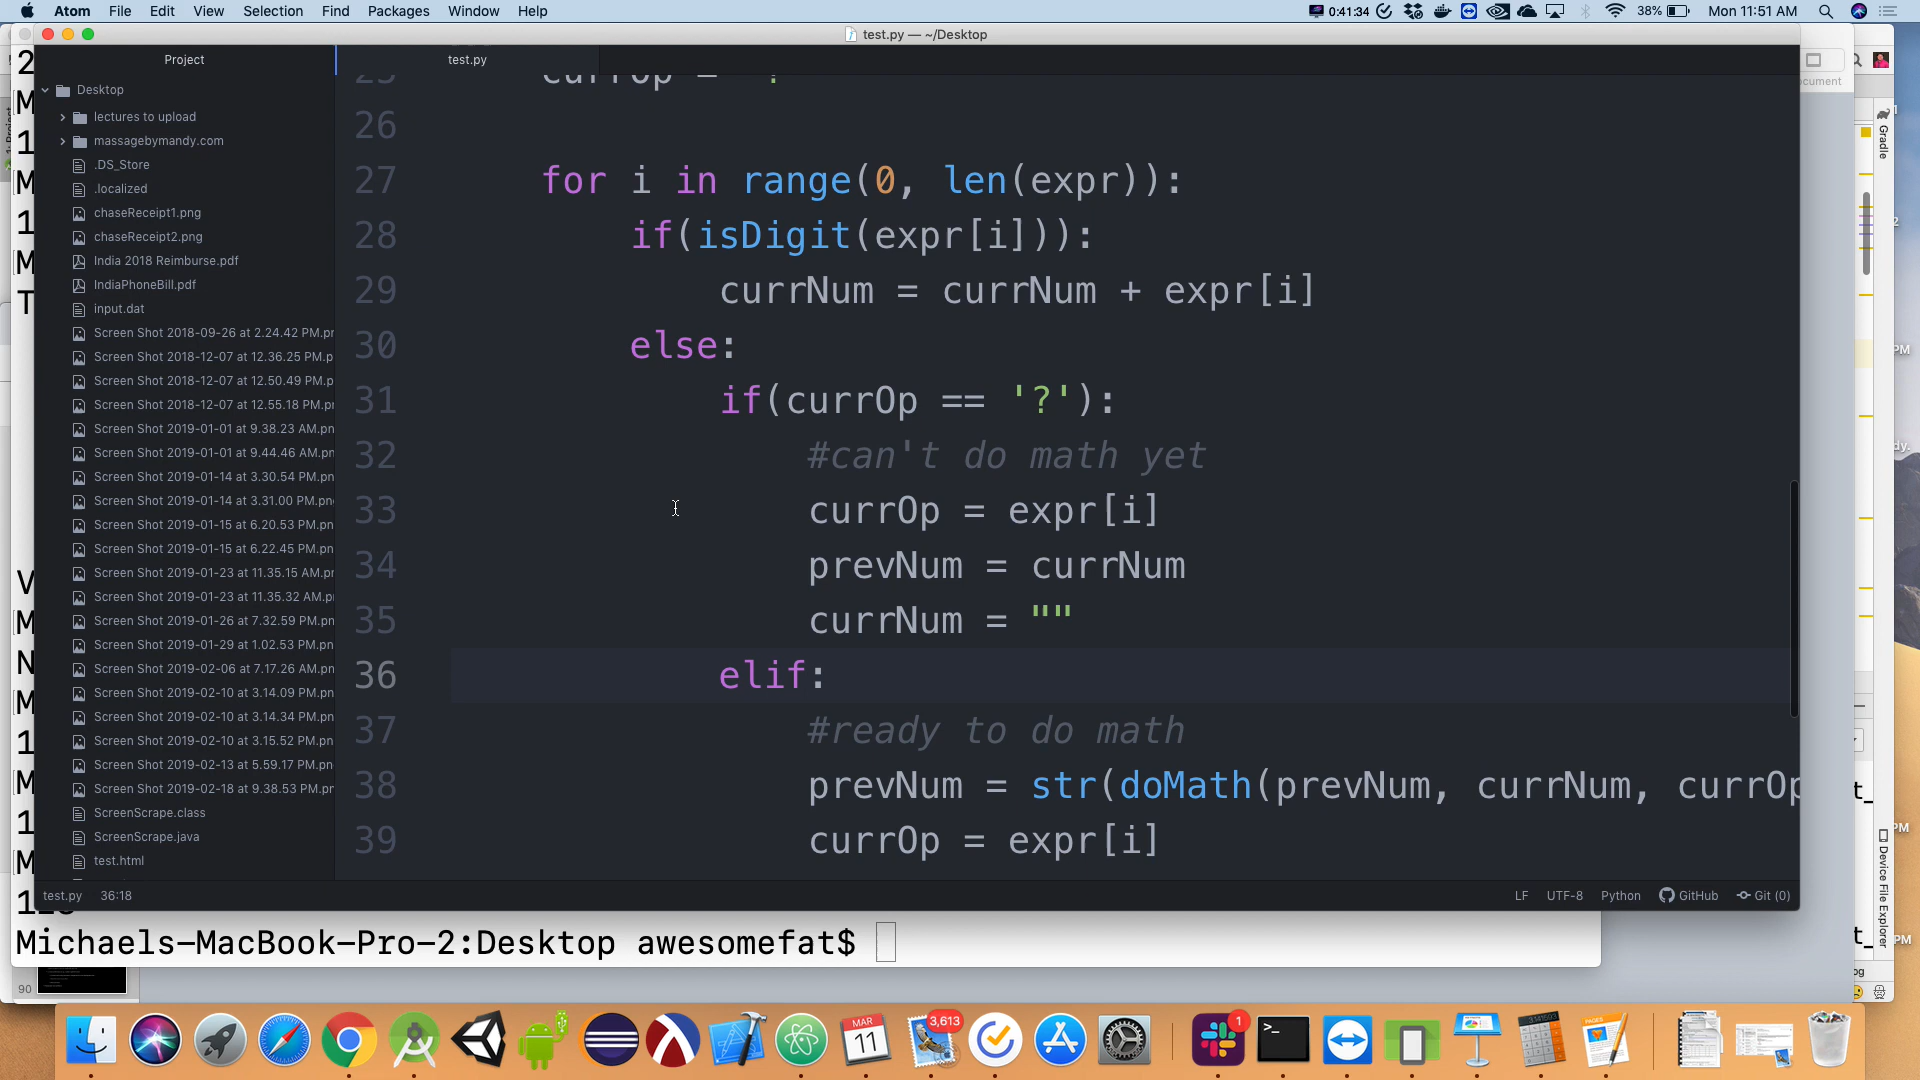 Atom File Edit View Selection Find Packages Window Help
0:41:34 38% Mon 11:51 AM
test.py — ~/Desktop
Project
test.py
Desktop
lectures to upload
massagebymandy.com
.DS_Store
.localized
chaseReceipt1.png
chaseReceipt2.png
India 2018 Reimburse.pdf
IndiaPhoneBill.pdf
input.dat
Screen Shot 2018-09-26 at 2.24.42 PM.pr
Screen Shot 2018-12-07 at 12.36.25 PM.p
Screen Shot 2018-12-07 at 12.50.49 PM.p
Screen Shot 2018-12-07 at 12.55.18 PM.pr
Screen Shot 2019-01-01 at 9.38.23 AM.pn
Screen Shot 2019-01-01 at 9.44.46 AM.pn
Screen Shot 2019-01-14 at 3.30.54 PM.pn
Screen Shot 2019-01-14 at 3.31.00 PM.pn
Screen Shot 2019-01-15 at 6.20.53 PM.pn
Screen Shot 2019-01-15 at 6.22.45 PM.pn
Screen Shot 2019-01-23 at 11.35.15 AM.p
Screen Shot 2019-01-23 at 11.35.32 AM.p
Screen Shot 2019-01-26 at 7.32.59 PM.pn
Screen Shot 2019-01-29 at 1.02.53 PM.pn
Screen Shot 2019-02-06 at 7.17.26 AM.pn
Screen Shot 2019-02-10 at 3.14.09 PM.pn
Screen Shot 2019-02-10 at 3.14.34 PM.pn
Screen Shot 2019-02-10 at 3.15.52 PM.pn
Screen Shot 2019-02-13 at 5.59.17 PM.pn
Screen Shot 2019-02-18 at 9.38.53 PM.pn
ScreenScrape.class
ScreenScrape.java
test.html
25 currOp = '?'
26
27 for i in range(0, len(expr)):
28 if(isDigit(expr[i])):
29 currNum = currNum + expr[i]
30 else:
31 if(currOp == '?'):
32 #can't do math yet
33 currOp = expr[i]
34 prevNum = currNum
35 currNum = ""
36 elif:
37 #ready to do math
38 prevNum = str(doMath(prevNum, currNum, currOp
39 currOp = expr[i]
test.py 36:18
LF UTF-8 Python GitHub Git (0)
Michaels-MacBook-Pro-2:Desktop awesomefat$
90
Gradle
Device File Explorer
MAR
11
3,613
1
PAGES